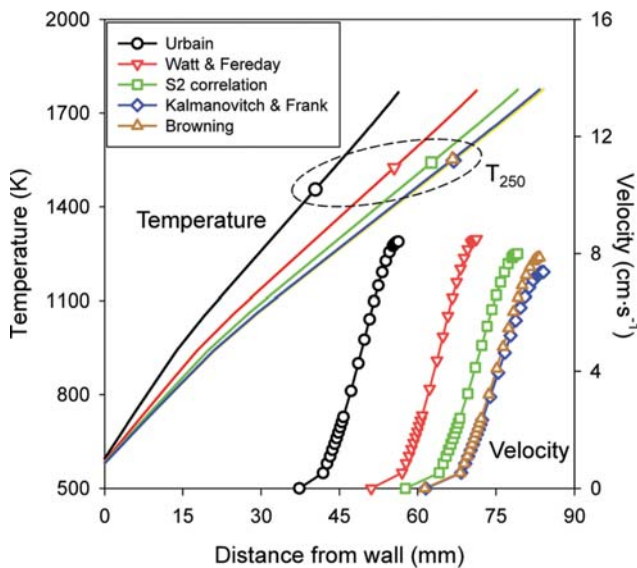 2000
1700
1400
1100
800
500
Temperature (K)
16
12
8
4
0
Velocity (cm·s⁻¹)
Urbain
Watt & Fereday
S2 correlation
Kalmanovitch & Frank
Browning
T₂₅₀
Temperature
Velocity
0 15 30 45 60 75 90
Distance from wall (mm)